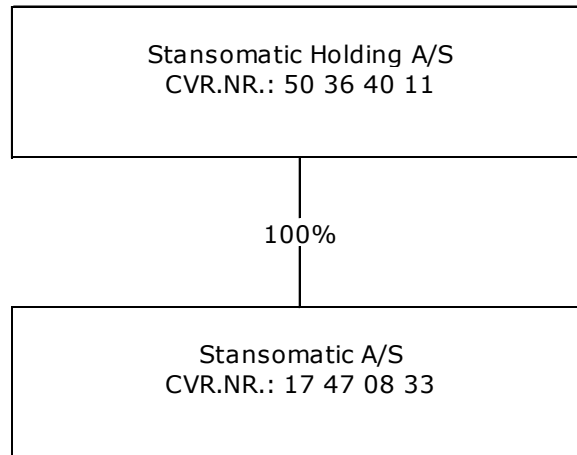 Stansomatic Holding A/S
CVR.NR.: 50 36 40 11
100%
Stansomatic A/S
CVR.NR.: 17 47 08 33